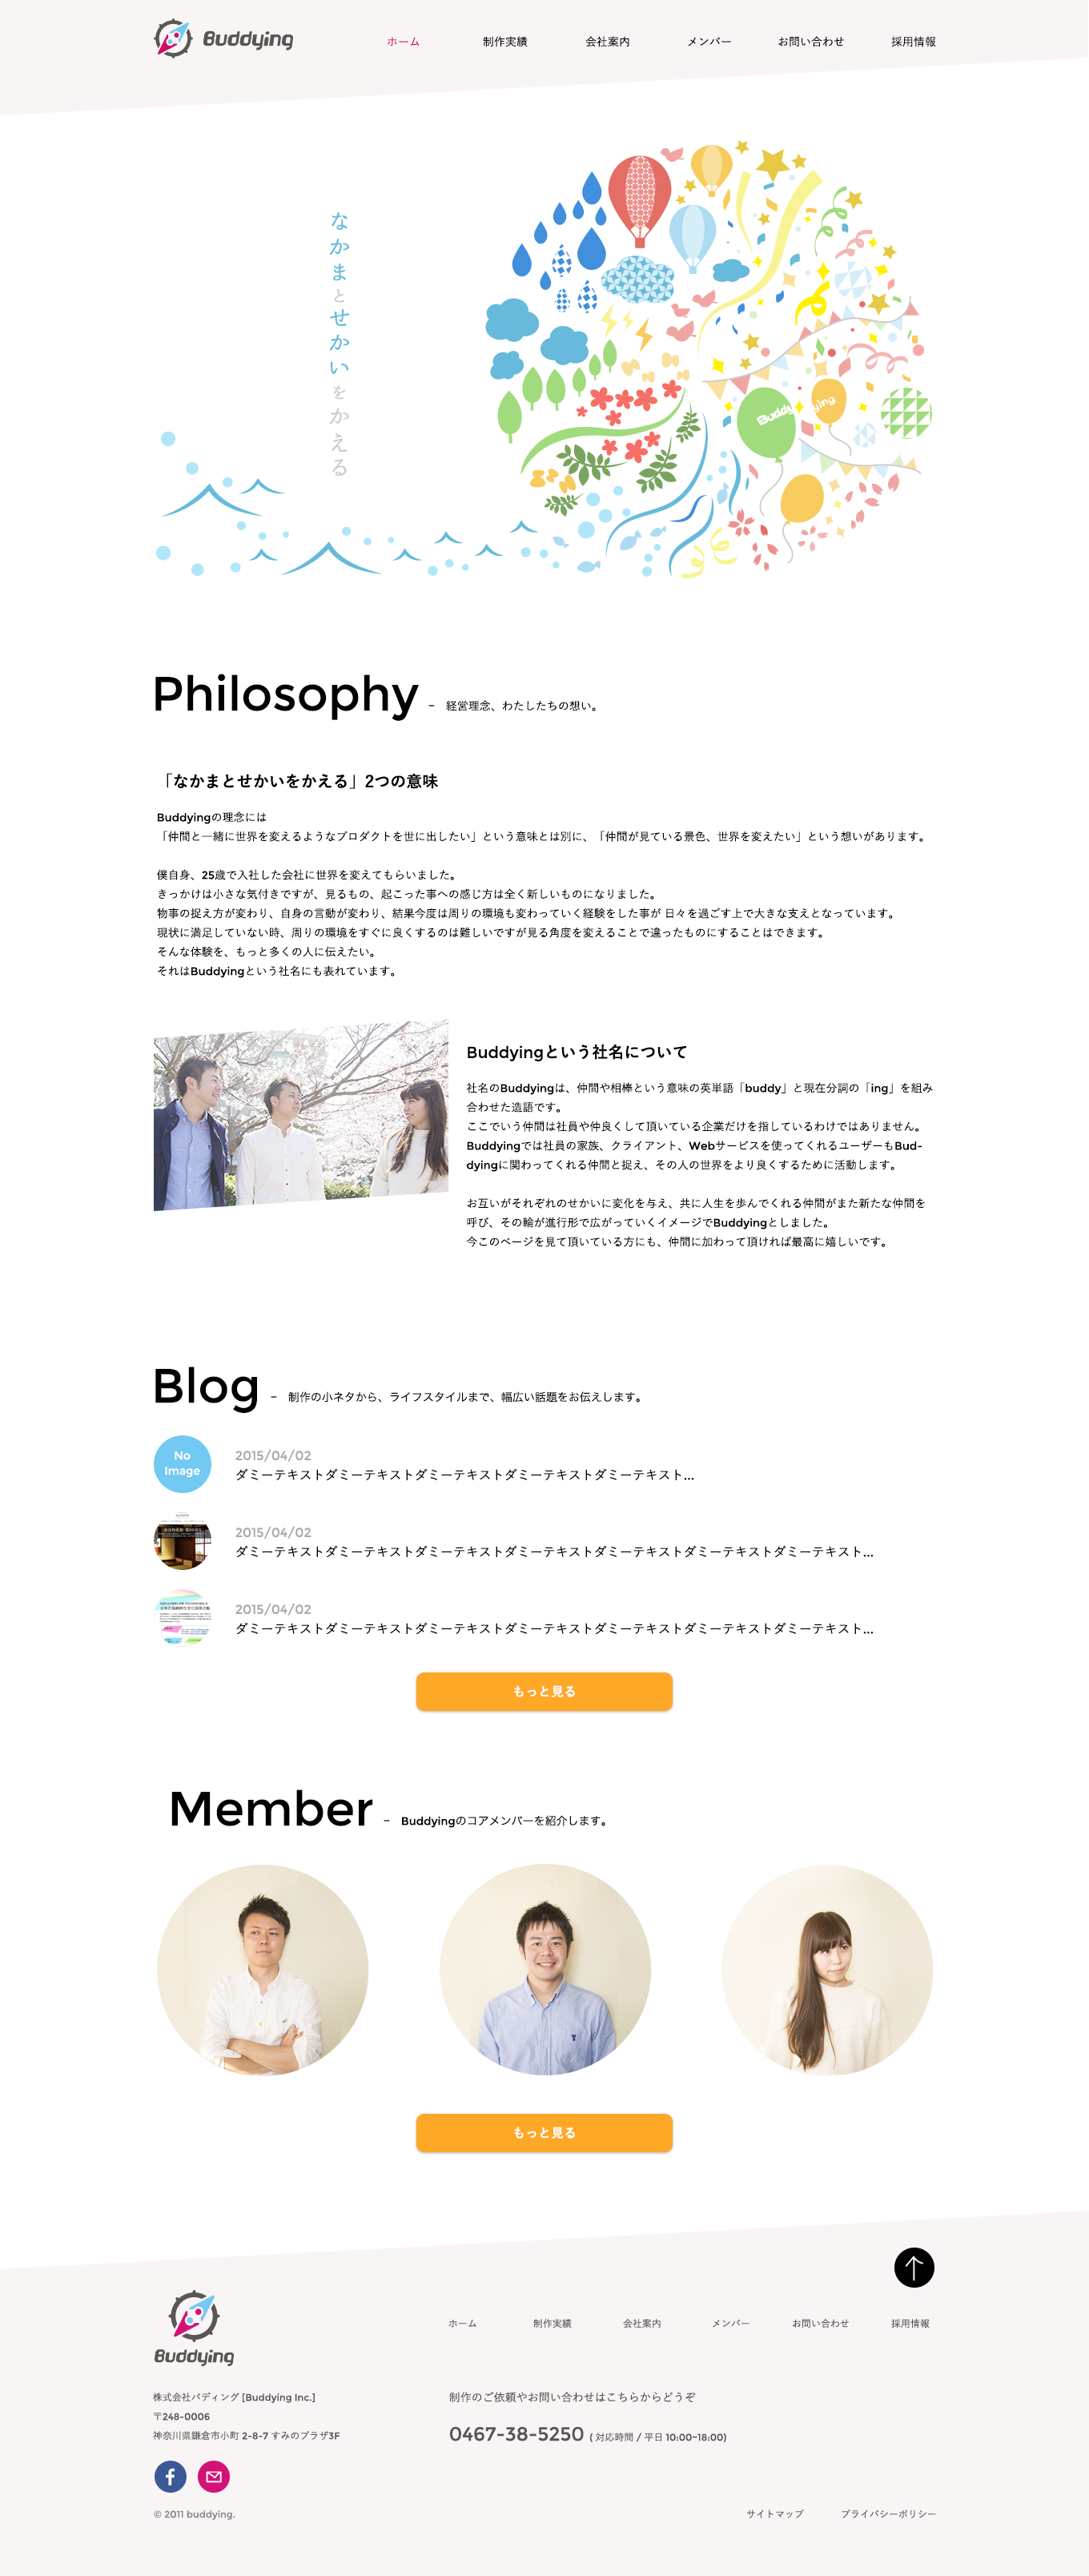 Buddying
ホーム 制作実績 会社案内 メンバー お問い合わせ 採用情報
なかまとせかいをかえる
Buddying
Philosophy - 経営理念、わたしたちの想い。
「なかまとせかいをかえる」2つの意味
Buddyingの理念には
「仲間と一緒に世界を変えるようなプロダクトを世に出したい」という意味とは別に、「仲間が見ている景色、世界を変えたい」という想いがあります。
僕自身、25歳で入社した会社に世界を変えてもらいました。
きっかけは小さな気付きですが、見るもの、起こった事への感じ方は全く新しいものになりました。
物事の捉え方が変わり、自身の言動が変わり、結果今度は周りの環境も変わっていく経験をした事が 日々を過ごす上で大きな支えとなっています。
現状に満足していない時、周りの環境をすぐに良くするのは難しいですが見る角度を変えることで違ったものにすることはできます。
そんな体験を、もっと多くの人に伝えたい。
それはBuddyingという社名にも表れています。
Buddyingという社名について
社名のBuddyingは、仲間や相棒という意味の英単語「buddy」と現在分詞の「ing」を組み
合わせた造語です。
ここでいう仲間は社員や仲良くして頂いている企業だけを指しているわけではありません。
Buddyingでは社員の家族、クライアント、Webサービスを使ってくれるユーザーもBud-
dyingに関わってくれる仲間と捉え、その人の世界をより良くするために活動します。
お互いがそれぞれのせかいに変化を与え、共に人生を歩んでくれる仲間がまた新たな仲間を
呼び、その輪が進行形で広がっていくイメージでBuddyingとしました。
今このページを見て頂いている方にも、仲間に加わって頂ければ最高に嬉しいです。
Blog - 制作の小ネタから、ライフスタイルまで、幅広い話題をお伝えします。
No
Image
2015/04/02
ダミーテキストダミーテキストダミーテキストダミーテキストダミーテキスト...
2015/04/02
ダミーテキストダミーテキストダミーテキストダミーテキストダミーテキストダミーテキストダミーテキスト...
2015/04/02
ダミーテキストダミーテキストダミーテキストダミーテキストダミーテキストダミーテキストダミーテキスト...
もっと見る
Member - Buddyingのコアメンバーを紹介します。
もっと見る
Buddying
ホーム 制作実績 会社案内 メンバー お問い合わせ 採用情報
株式会社バディング [Buddying Inc.]
〒248-0006
神奈川県鎌倉市小町 2-8-7 すみのプラザ3F
制作のご依頼やお問い合わせはこちらからどうぞ
0467-38-5250 ( 対応時間 / 平日 10:00~18:00)
© 2011 buddying.
サイトマップ プライバシーポリシー